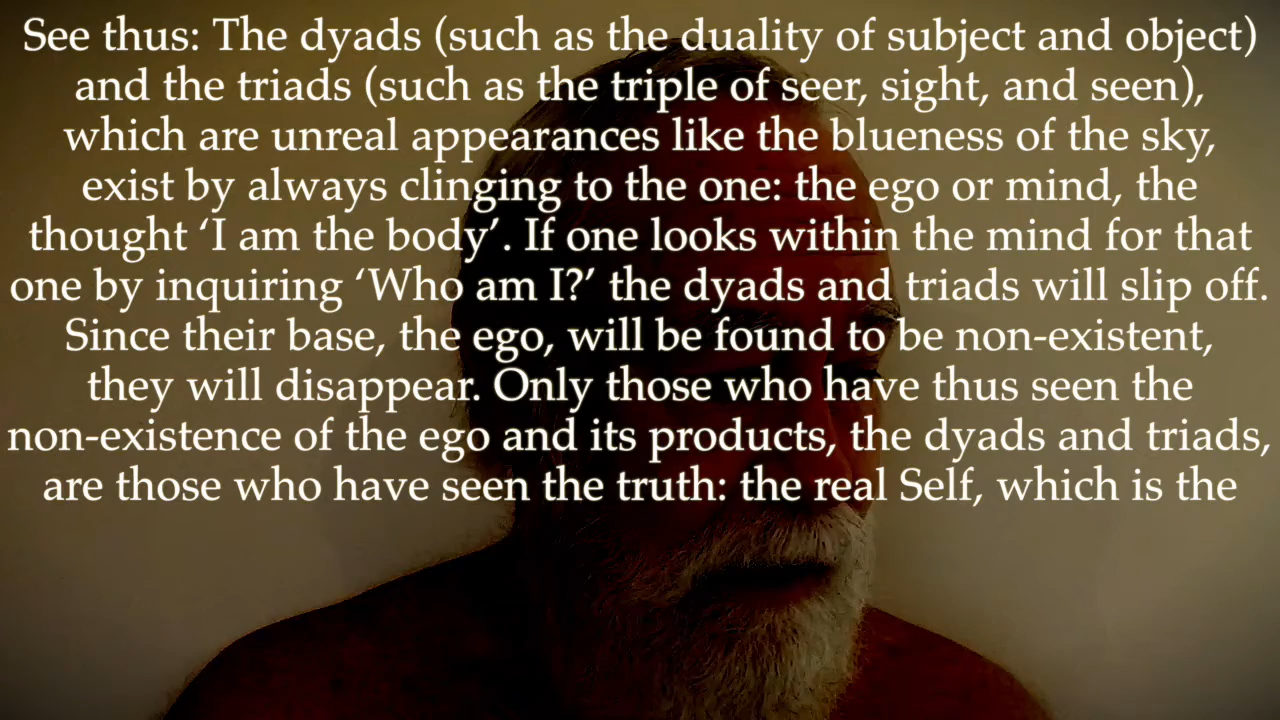 See thus: The dyads (such as the duality of subject and object)
and the triads (such as the triple of seer, sight, and seen),
which are unreal appearances like the blueness of the sky,
exist by always clinging to the one: the ego or mind, the
thought ‘I am the body’. If one looks within the mind for that
one by inquiring ‘Who am I?’ the dyads and triads will slip off.
Since their base, the ego, will be found to be non-existent,
they will disappear. Only those who have thus seen the
non-existence of the ego and its products, the dyads and triads,
are those who have seen the truth: the real Self, which is the